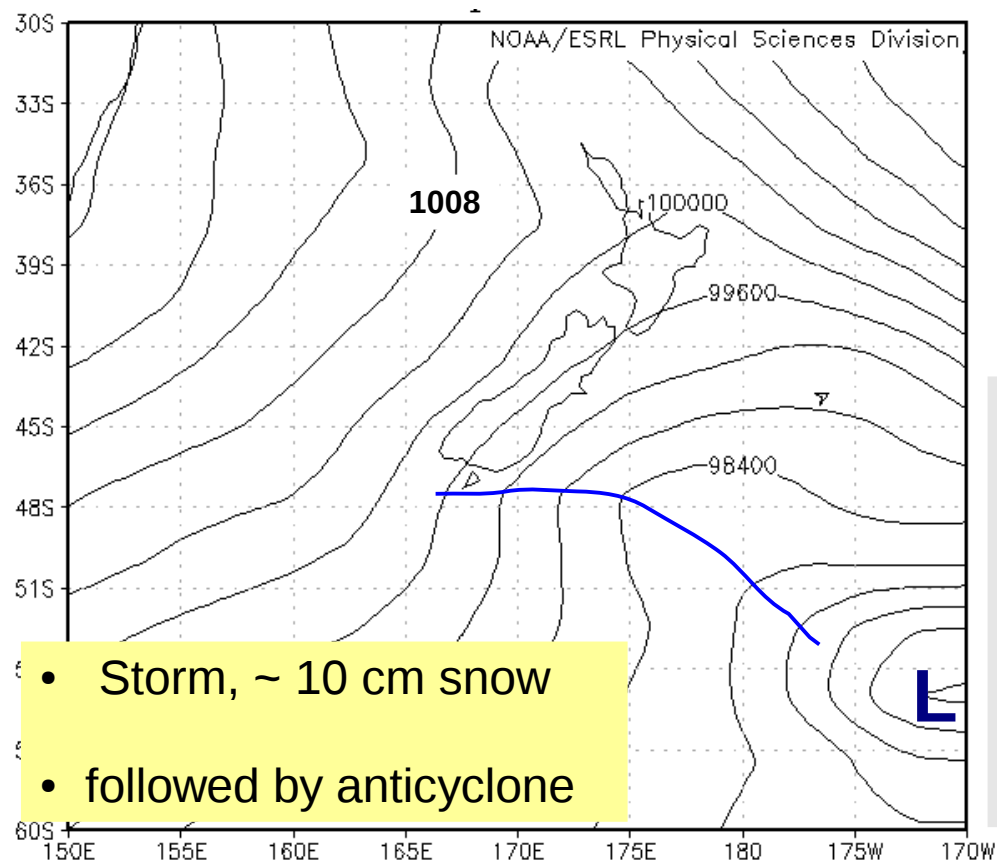 30S
NOAA/ESRL Physical Sciences Division
33S
36S
1008
100000
39S
99600
42S
45S
98400
48S
51S
• Storm, ~ 10 cm snow
L
• followed by anticyclone
60S
150E 155E 160E 165E 170E 175E 180 175W 170W